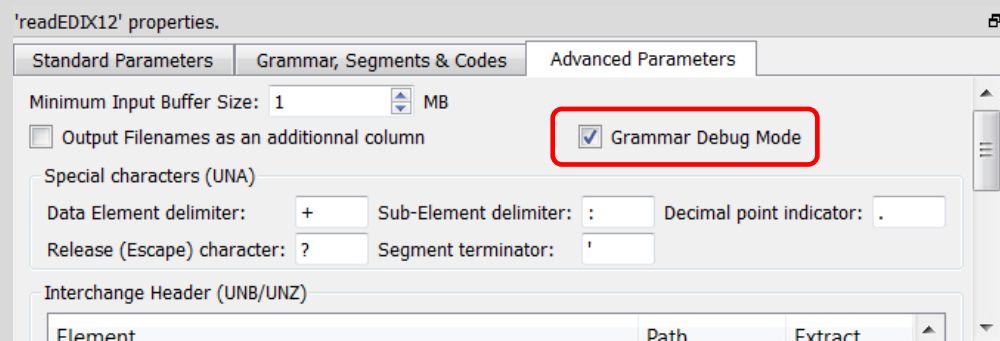 'readEDIX12' properties.
Standard Parameters Grammar, Segments & Codes Advanced Parameters
Minimum Input Buffer Size: 1 MB
Output Filenames as an additionnal column Grammar Debug Mode
Special characters (UNA)
Data Element delimiter: + Sub-Element delimiter: : Decimal point indicator: .
Release (Escape) character: ? Segment terminator: '
Interchange Header (UNB/UNZ)
Element Path Extract